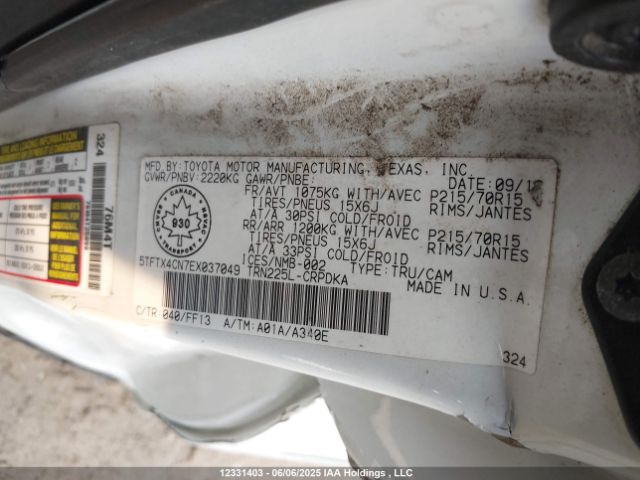 MFD.BY:TOYOTA MOTOR MANUFACTURING, TEXAS, INC.
GVWR/PNBV: 2220KG GAWR/PNBE: DATE: 09/1
FR/AVT 1075KG WITH/AVEC P215/70R15
TIRES/PNEUS 15X6J RIMS/JANTES
AT/A 30PSI COLD/FROID
RR/ARR 1200KG WITH/AVEC P215/70R15
TIRES/PNEUS 15X6J RIMS/JANTES
AT/A 33PSI COLD/FROID
ICES/NMB-002 TYPE:TRU/CAM
CANADA
930
5TFTX4CN7EX037049 TRN225L-CRPDKA MADE IN U.S.A.
C/TR:040/FF13 A/TM:A01A/A340E
324
324
76M41
12331403 - 06/06/2025 IAA Holdings, LLC